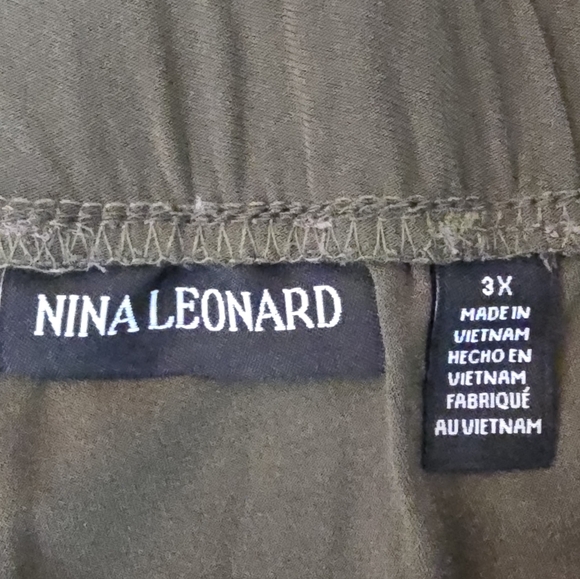 NINA LEONARD
3X
MADE IN
VIETNAM
HECHO EN
VIETNAM
FABRIQUÉ
AU VIETNAM